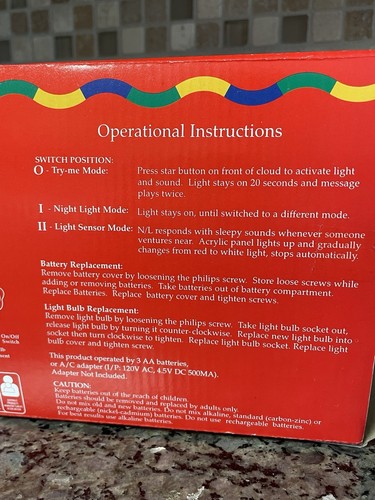 Operational Instructions
SWITCH POSITION:
O - Try-me Mode: Press star button on front of cloud to activate light
and sound. Light stays on 20 seconds and message
plays twice.
I - Night Light Mode: Light stays on, until switched to a different mode.
II - Light Sensor Mode: N/L responds with sleepy sounds whenever someone
ventures near. Acrylic panel lights up and gradually
changes from red to white light, stops automatically.
Battery Replacement:
Remove battery cover by loosening the philips screw. Store loose screws while
adding or removing batteries. Take batteries out of battery compartment.
Replace Batteries. Replace battery cover and tighten screws.
Light Bulb Replacement:
Remove light bulb by loosening the philips screw. Take light bulb socket out,
release light bulb by turning it counter-clockwise. Replace new light bulb into
socket then turn clockwise to tighten. Replace light bulb socket. Replace light
bulb cover and tighten screw.
This product operated by 3 AA batteries,
or A/C adapter (I/P: 120V AC, 4.5V DC 500MA).
Adapter Not Included.
CAUTION:
Keep batteries out of the reach of children.
Batteries should be removed and replaced by adults only.
Do not mix old and new batteries. Do not mix alkaline, standard (carbon-zinc) or
rechargeable (nickel-cadmium) batteries. Do not use rechargeable batteries.
For best results use alkaline batteries.
On/Off
Switch